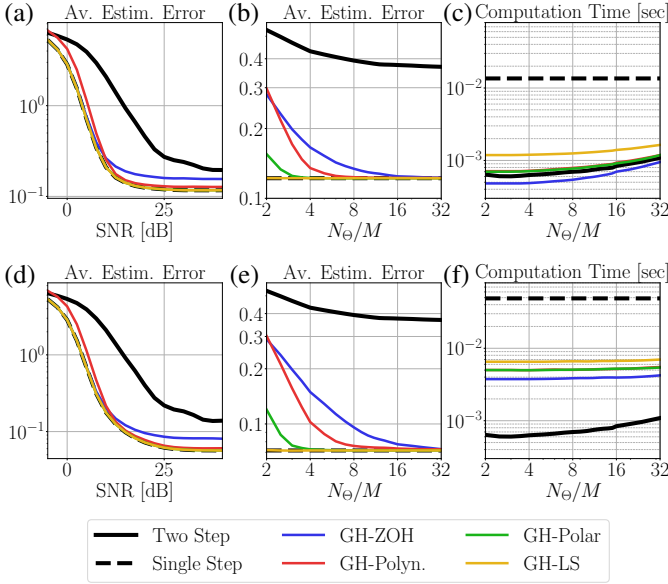 (a) Av. Estim. Error (b) Av. Estim. Error (c) Computation Time [sec]
10^0
10^{-1}
0 25
SNR [dB]
0.4
0.3
0.2
0.1
2 4 8 16 32
N_Θ/M
10^{-2}
10^{-3}
2 4 8 16 32
N_Θ/M
(d) Av. Estim. Error (e) Av. Estim. Error (f) Computation Time [sec]
10^0
10^{-1}
0 25
SNR [dB]
0.4
0.3
0.2
0.1
2 4 8 16 32
N_Θ/M
10^{-2}
10^{-3}
2 4 8 16 32
N_Θ/M
Two Step GH-ZOH GH-Polar
Single Step GH-Polyn. GH-LS